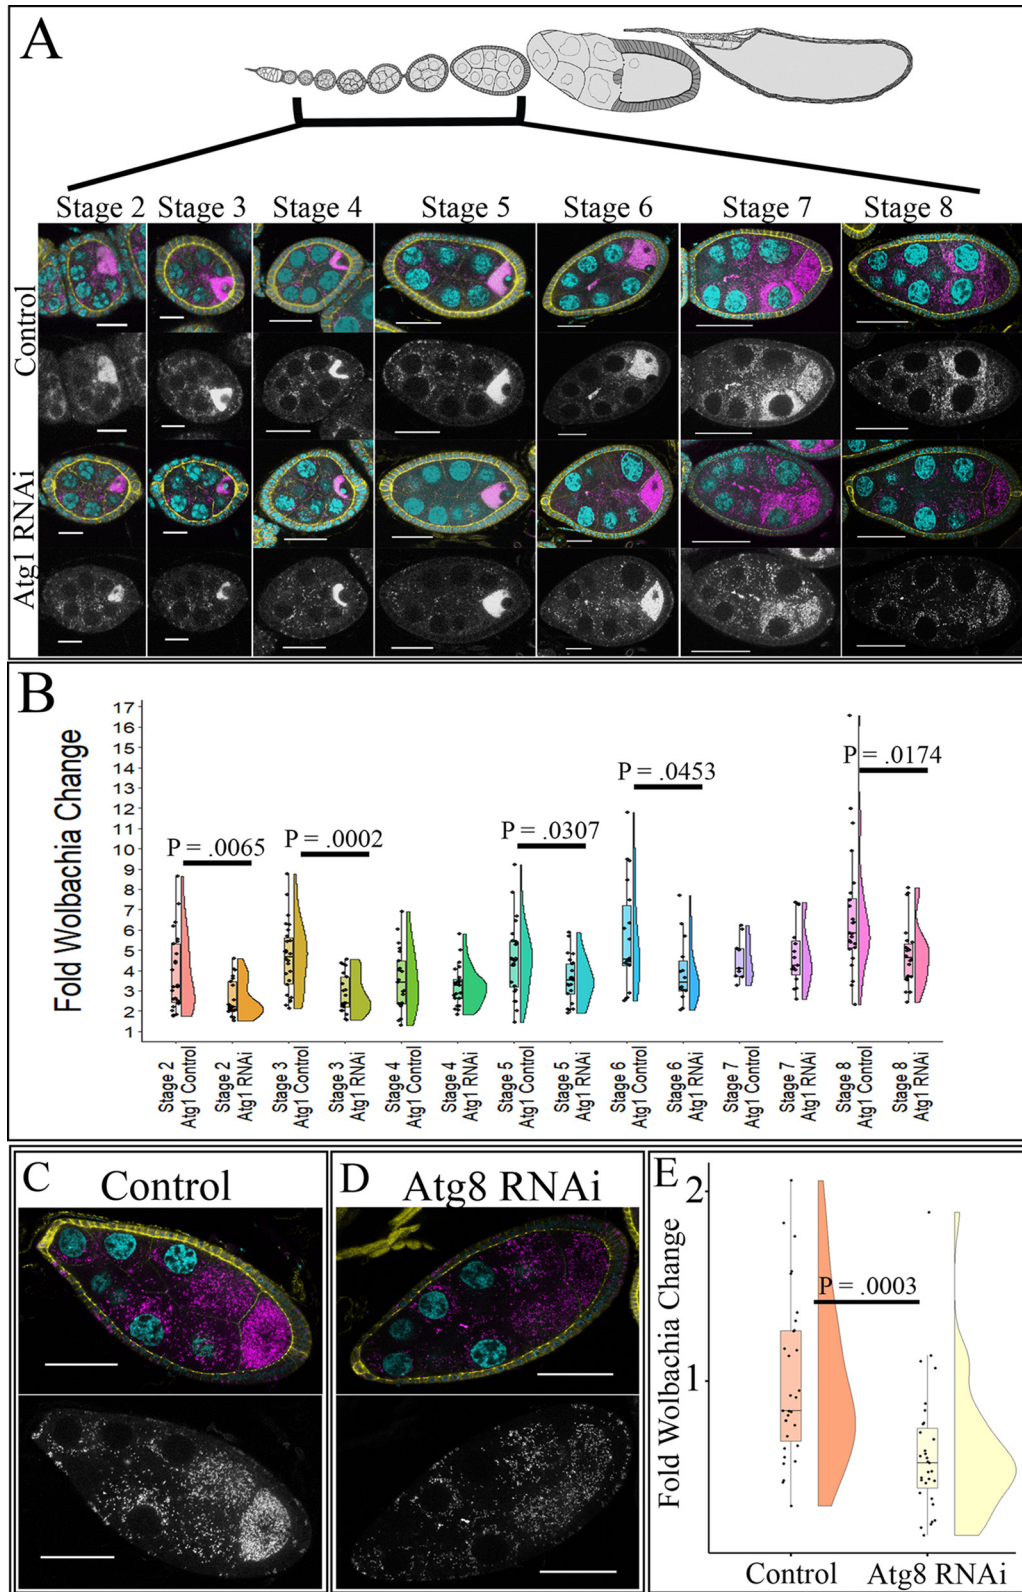 A
Stage 2 Stage 3 Stage 4 Stage 5 Stage 6 Stage 7 Stage 8
Control
Atg1 RNAi
B
Fold Wolbachia Change
17
16
15
14
13
12
11
10
9
8
7
6
5
4
3
2
1
P = .0065
P = .0002
P = .0307
P = .0453
P = .0174
Stage 2
Atg1 Control
Stage 2
Atg1 RNAi
Stage 3
Atg1 Control
Stage 3
Atg1 RNAi
Stage 4
Atg1 Control
Stage 4
Atg1 RNAi
Stage 5
Atg1 Control
Stage 5
Atg1 RNAi
Stage 6
Atg1 Control
Stage 6
Atg1 RNAi
Stage 7
Atg1 Control
Stage 7
Atg1 RNAi
Stage 8
Atg1 Control
Stage 8
Atg1 RNAi
C
Control
D
Atg8 RNAi
E
Fold Wolbachia Change
2
1
P = .0003
Control Atg8 RNAi